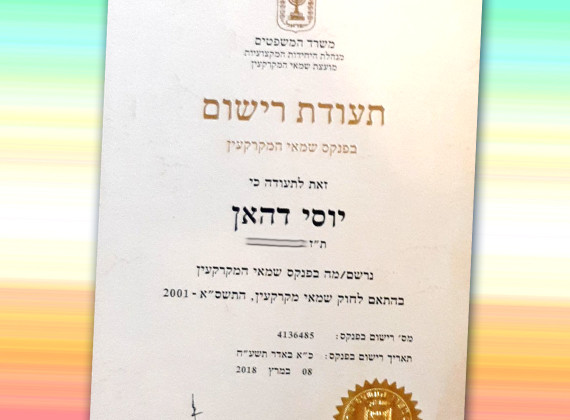 משרד המשפטים
מנהלת היחידות המקצועיות
מועצת שמאי המקרקעין
תעודת רישום
בפנקס שמאי המקרקעין
זאת לתעודה כי
יוסי דהאן
ת"ז
נרשם/מה בפנקס שמאי המקרקעין
בהתאם לחוק שמאי מקרקעין, התשס"א - 2001
מס' רישום בפנקס: 4136485
תאריך רישום בפנקס: כ"א באדר תשע"ח
08 במרץ 2018